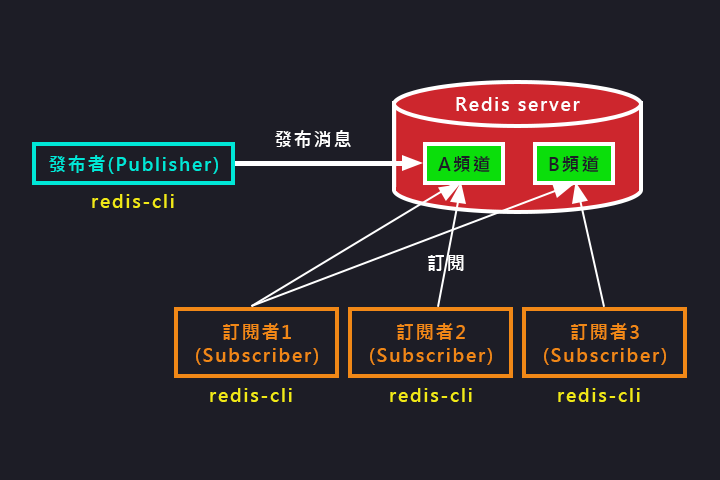 Redis server
發布消息
發布者(Publisher)
A頻道
B頻道
redis-cli
訂閱
訂閱者1
(Subscriber)
訂閱者2
(Subscriber)
訂閱者3
(Subscriber)
redis-cli
redis-cli
redis-cli